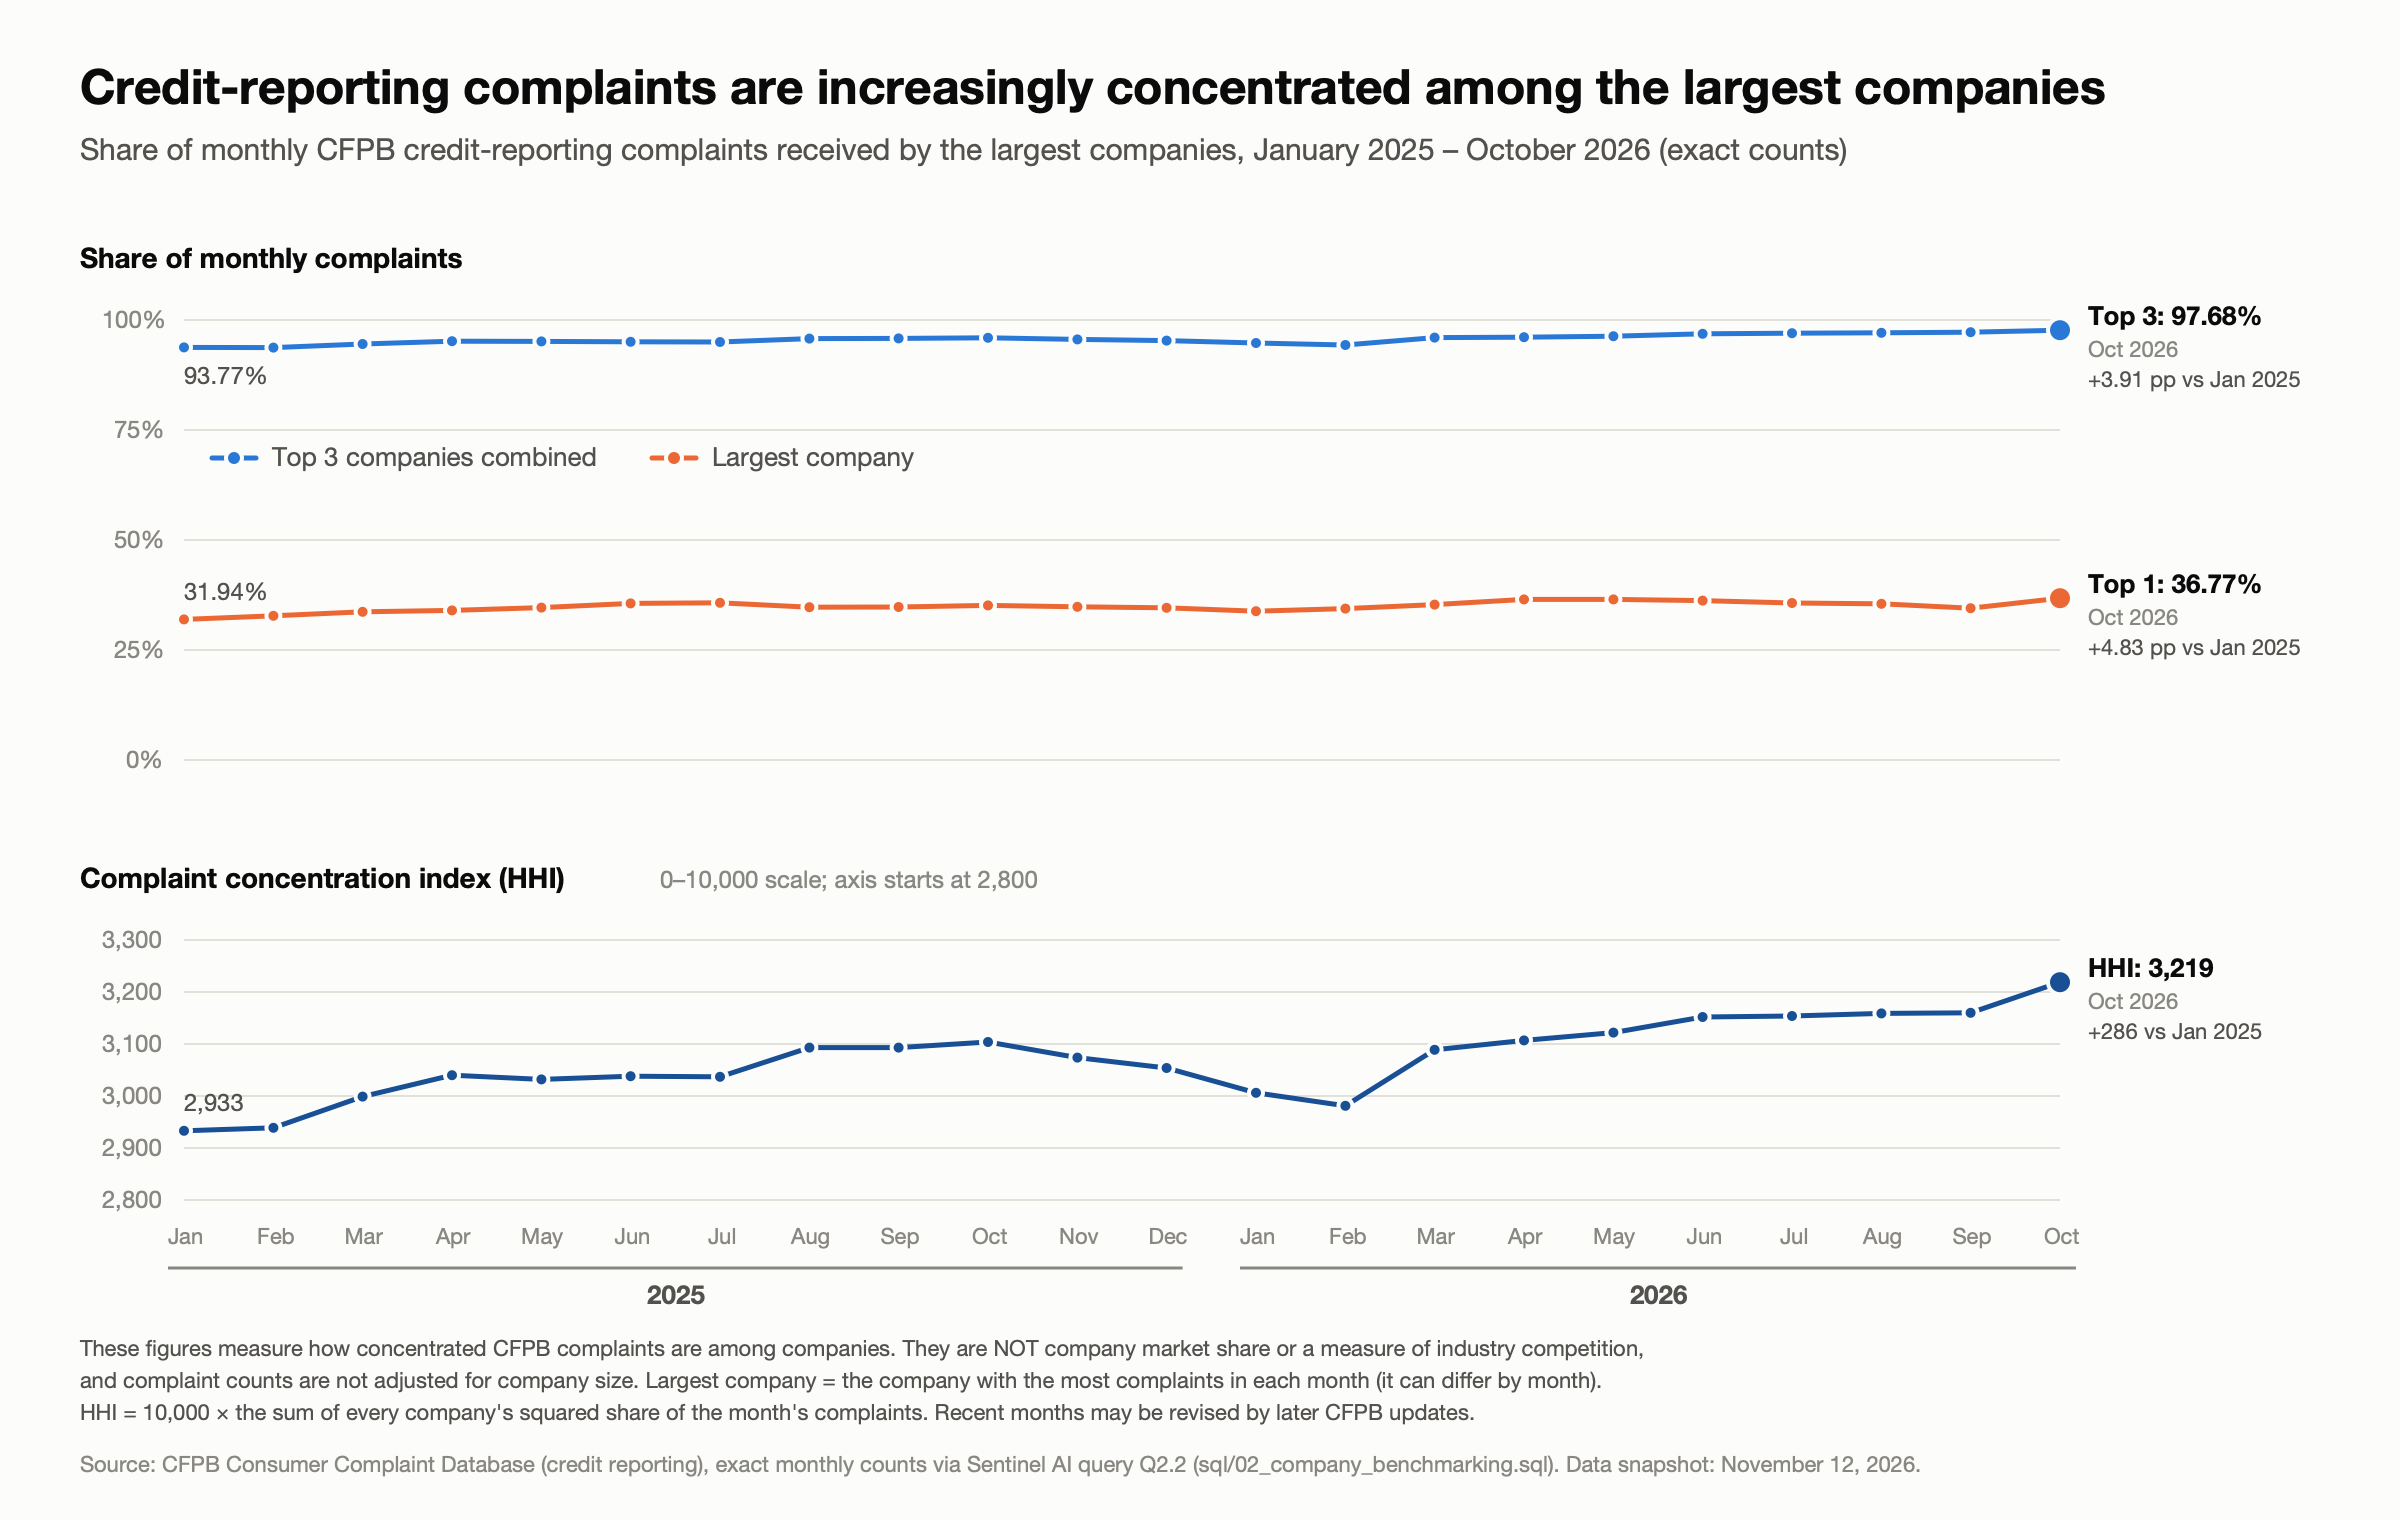 Credit-reporting complaints are increasingly concentrated among the largest companies
Share of monthly CFPB credit-reporting complaints received by the largest companies, January 2025 – October 2026 (exact counts)
Share of monthly complaints
100%
93.77%
75%
Top 3 companies combined
Largest company
50%
31.94%
25%
0%
Top 3: 97.68%
Oct 2026
+3.91 pp vs Jan 2025
Top 1: 36.77%
Oct 2026
+4.83 pp vs Jan 2025
Complaint concentration index (HHI)
0–10,000 scale; axis starts at 2,800
3,300
3,200
3,100
3,000
2,933
2,900
2,800
HHI: 3,219
Oct 2026
+286 vs Jan 2025
Jan Feb Mar Apr May Jun Jul Aug Sep Oct Nov Dec Jan Feb Mar Apr May Jun Jul Aug Sep Oct
2025 2026
These figures measure how concentrated CFPB complaints are among companies. They are NOT company market share or a measure of industry competition,
and complaint counts are not adjusted for company size. Largest company = the company with the most complaints in each month (it can differ by month).
HHI = 10,000 × the sum of every company's squared share of the month's complaints. Recent months may be revised by later CFPB updates.
Source: CFPB Consumer Complaint Database (credit reporting), exact monthly counts via Sentinel AI query Q2.2 (sql/02_company_benchmarking.sql). Data snapshot: November 12, 2026.